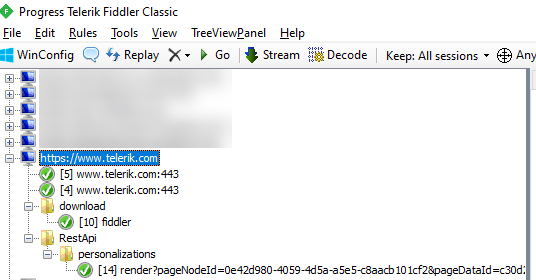 Progress Telerik Fiddler Classic
File Edit Rules Tools View TreeViewPanel Help
WinConfig Replay Go Stream Decode Keep: All sessions Any
https://www.telerik.com
[5] www.telerik.com:443
[4] www.telerik.com:443
download
[10] fiddler
RestApi
personalizations
[14] render?pageNodeId=0e42d980-4059-4d5a-a5e5-c8aacb101cf2&pageDataId=c30d